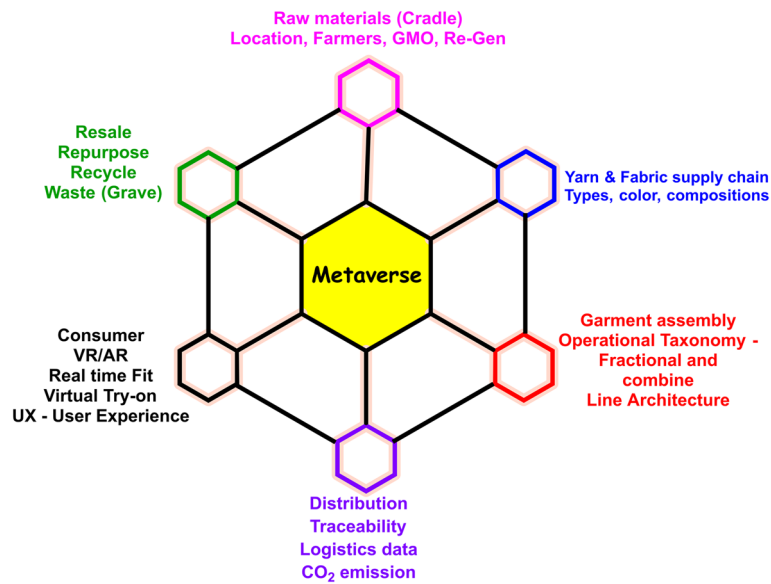 Raw materials (Cradle)
Location, Farmers, GMO, Re-Gen
Resale
Repurpose
Recycle
Waste (Grave)
Yarn & Fabric supply chain
Types, color, compositions
Metaverse
Consumer
VR/AR
Real time Fit
Virtual Try-on
UX - User Experience
Garment assembly
Operational Taxonomy -
Fractional and
combine
Line Architecture
Distribution
Traceability
Logistics data
CO₂ emission